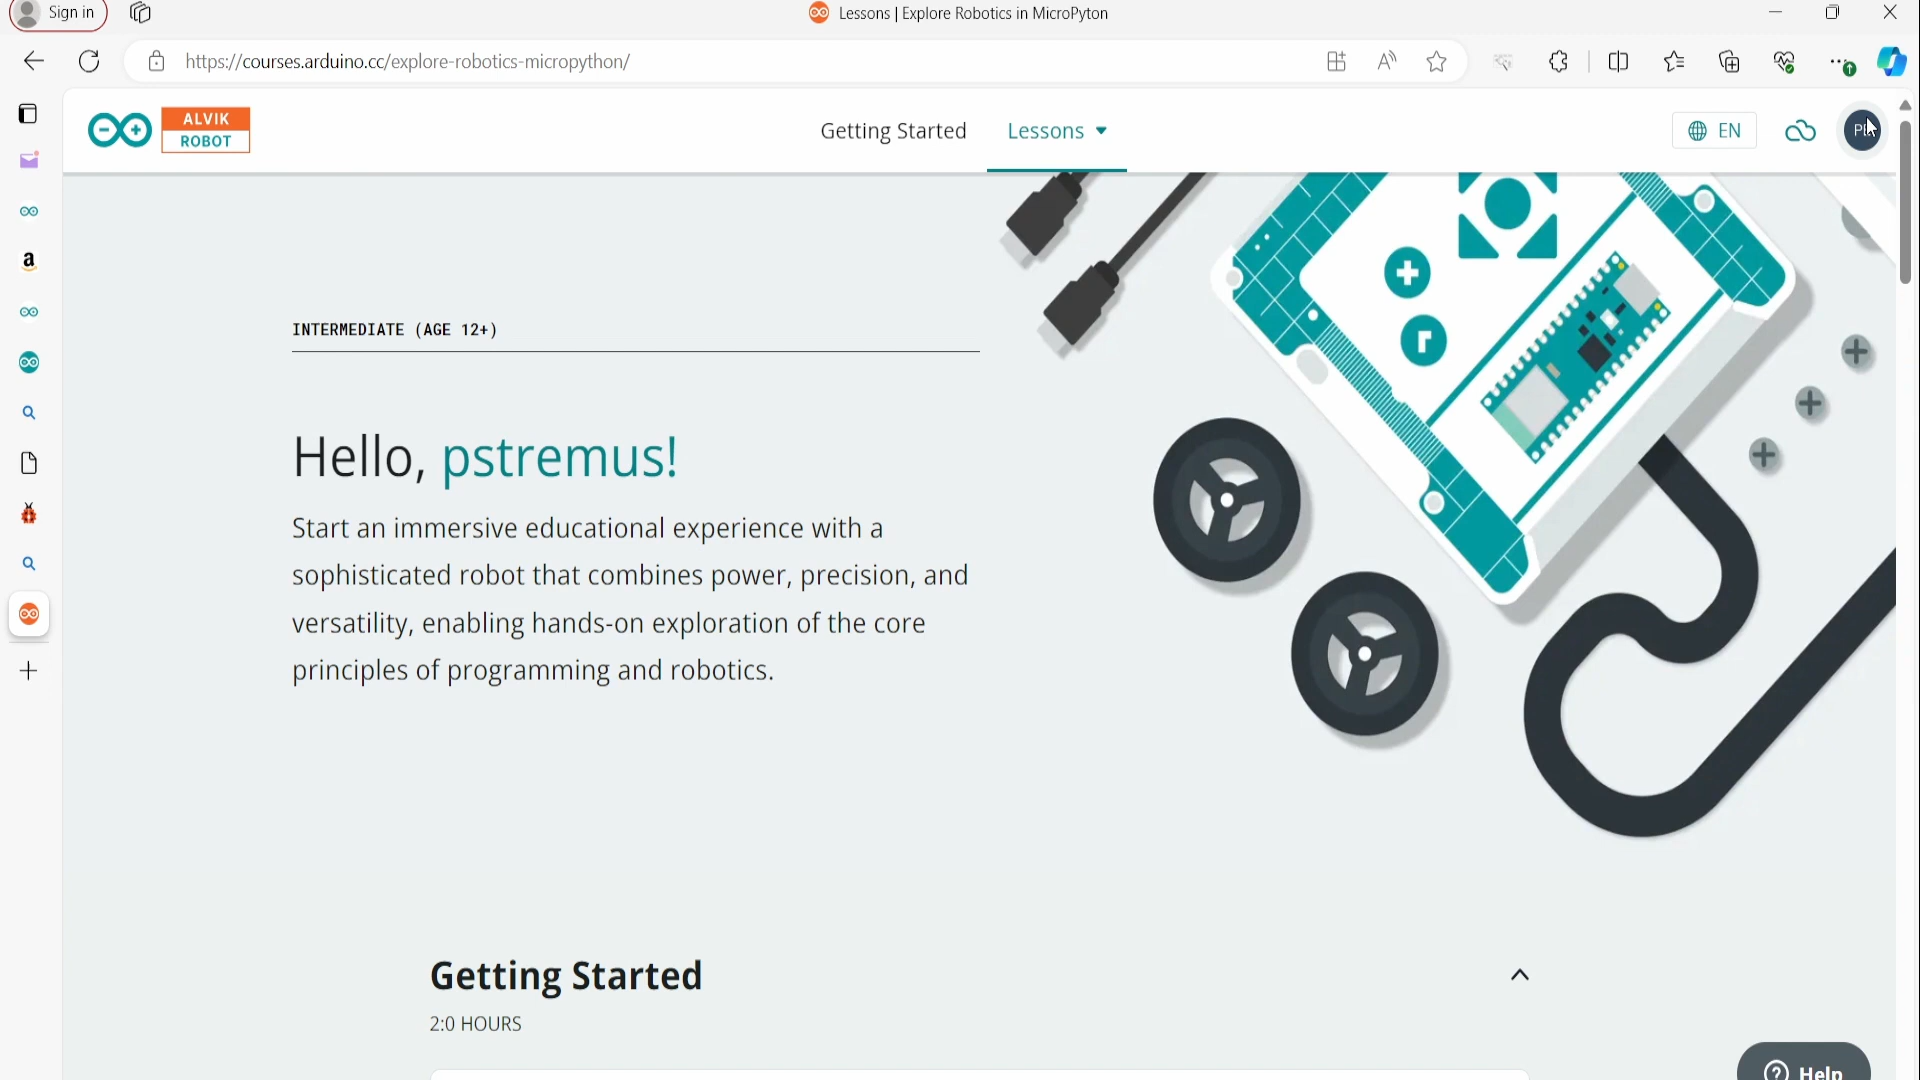 Sign in
Lessons | Explore Robotics in MicroPyton
https://courses.arduino.cc/explore-robotics-micropython/
ALVIK
ROBOT
Getting Started
Lessons
EN
INTERMEDIATE (AGE 12+)
Hello, pstremus!
Start an immersive educational experience with a
sophisticated robot that combines power, precision, and
versatility, enabling hands-on exploration of the core
principles of programming and robotics.
Getting Started
2:0 HOURS
Help